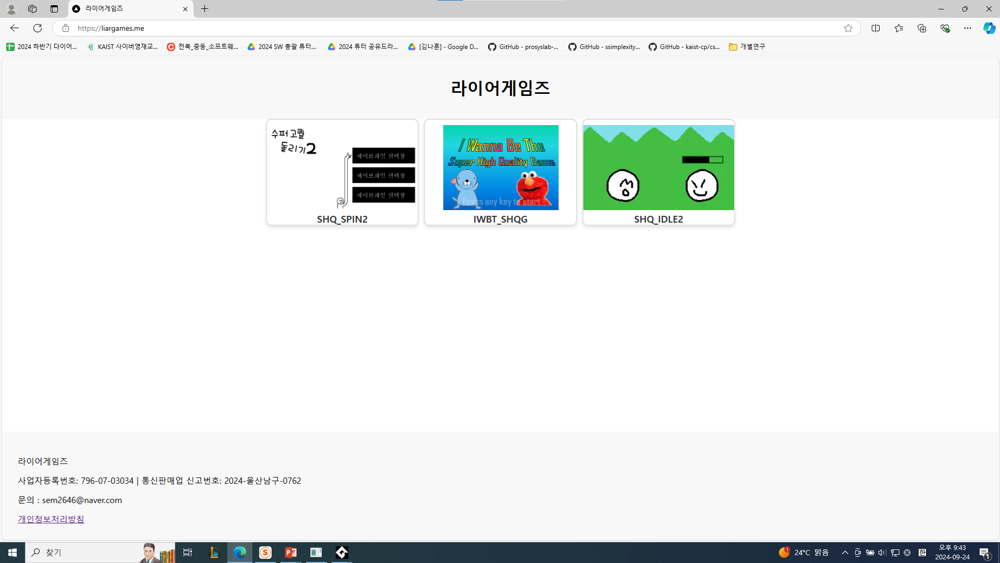 라이어게임즈
https://liargames.me
2024 하반기 다이어...
KAIST 사이버영재교...
전북_중등_소프트웨...
2024 SW 총괄 튜터...
2024 튜터 공유드라...
[김나훈] - Google D...
GitHub - prosyslab-...
GitHub - ssimplexity...
GitHub - kaist-cp/cs...
개별연구
라이어게임즈
수퍼 고퀄
돌리기2
세이브파일 선택창
세이브파일 선택창
세이브파일 선택창
SHQ_SPIN2
I Wanna Be The
Super High Quality Game
- Press any key to start -
IWBT_SHQG
SHQ_IDLE2
라이어게임즈
사업자등록번호: 796-07-03034 | 통신판매업 신고번호: 2024-울산남구-0762
문의 : sem2646@naver.com
개인정보처리방침
찾기
1
24°C 맑음
한
오후 9:43
2024-09-24
1